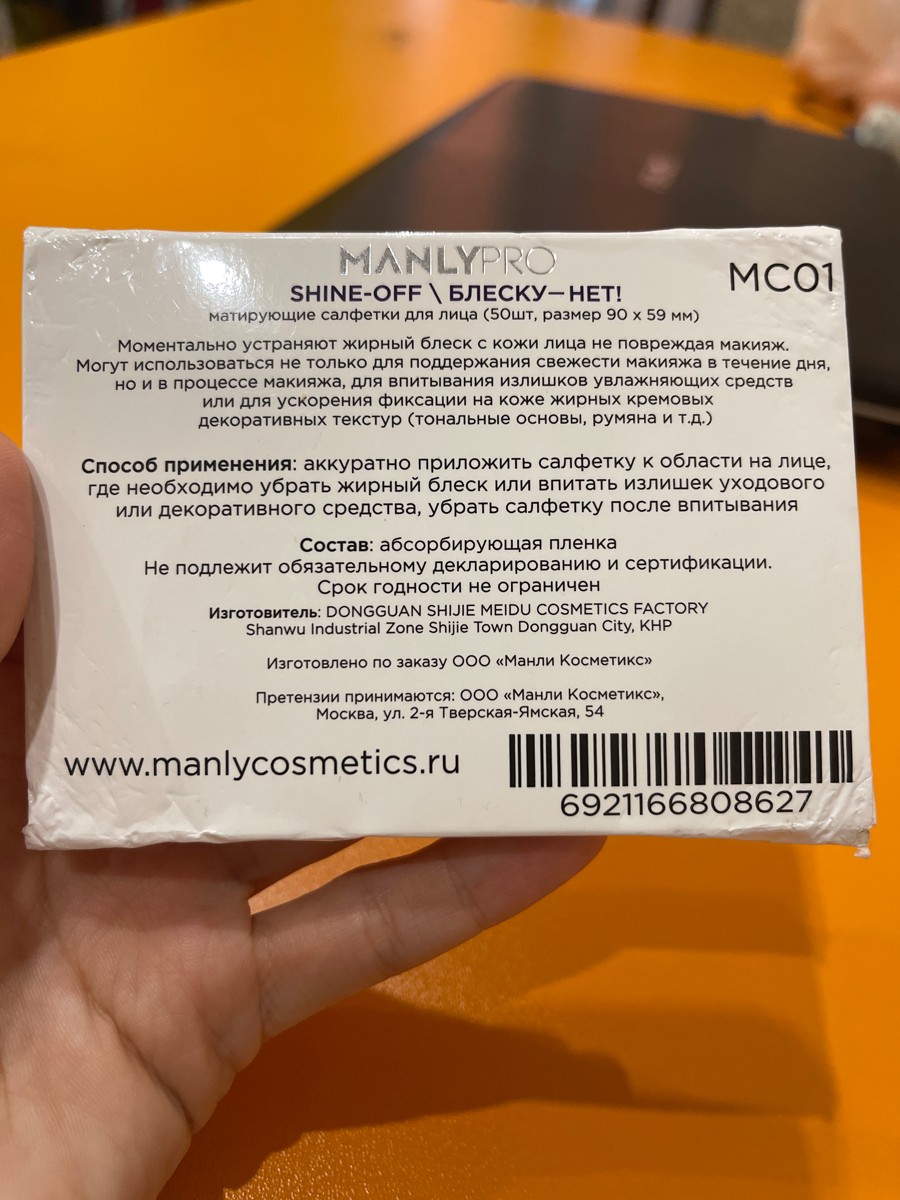 MANLYPRO
MC01
SHINE-OFF \ БЛЕСКУ—НЕТ!
матирующие салфетки для лица (50шт, размер 90 х 59 мм)
Моментально устраняют жирный блеск с кожи лица не повреждая макияж.
Могут использоваться не только для поддержания свежести макияжа в течение дня,
но и в процессе макияжа, для впитывания излишков увлажняющих средств
или для ускорения фиксации на коже жирных кремовых
декоративных текстур (тональные основы, румяна и т.д.)
Способ применения: аккуратно приложить салфетку к области на лице,
где необходимо убрать жирный блеск или впитать излишек уходового
или декоративного средства, убрать салфетку после впитывания
Состав: абсорбирующая пленка
Не подлежит обязательному декларированию и сертификации.
Срок годности не ограничен
Изготовитель: DONGGUAN SHIJIE MEIDU COSMETICS FACTORY
Shanwu Industrial Zone Shijie Town Dongguan City, КНР
Изготовлено по заказу ООО «Манли Косметикс»
Претензии принимаются: ООО «Манли Косметикс»,
Москва, ул. 2-я Тверская-Ямская, 54
www.manlycosmetics.ru
6921166808627